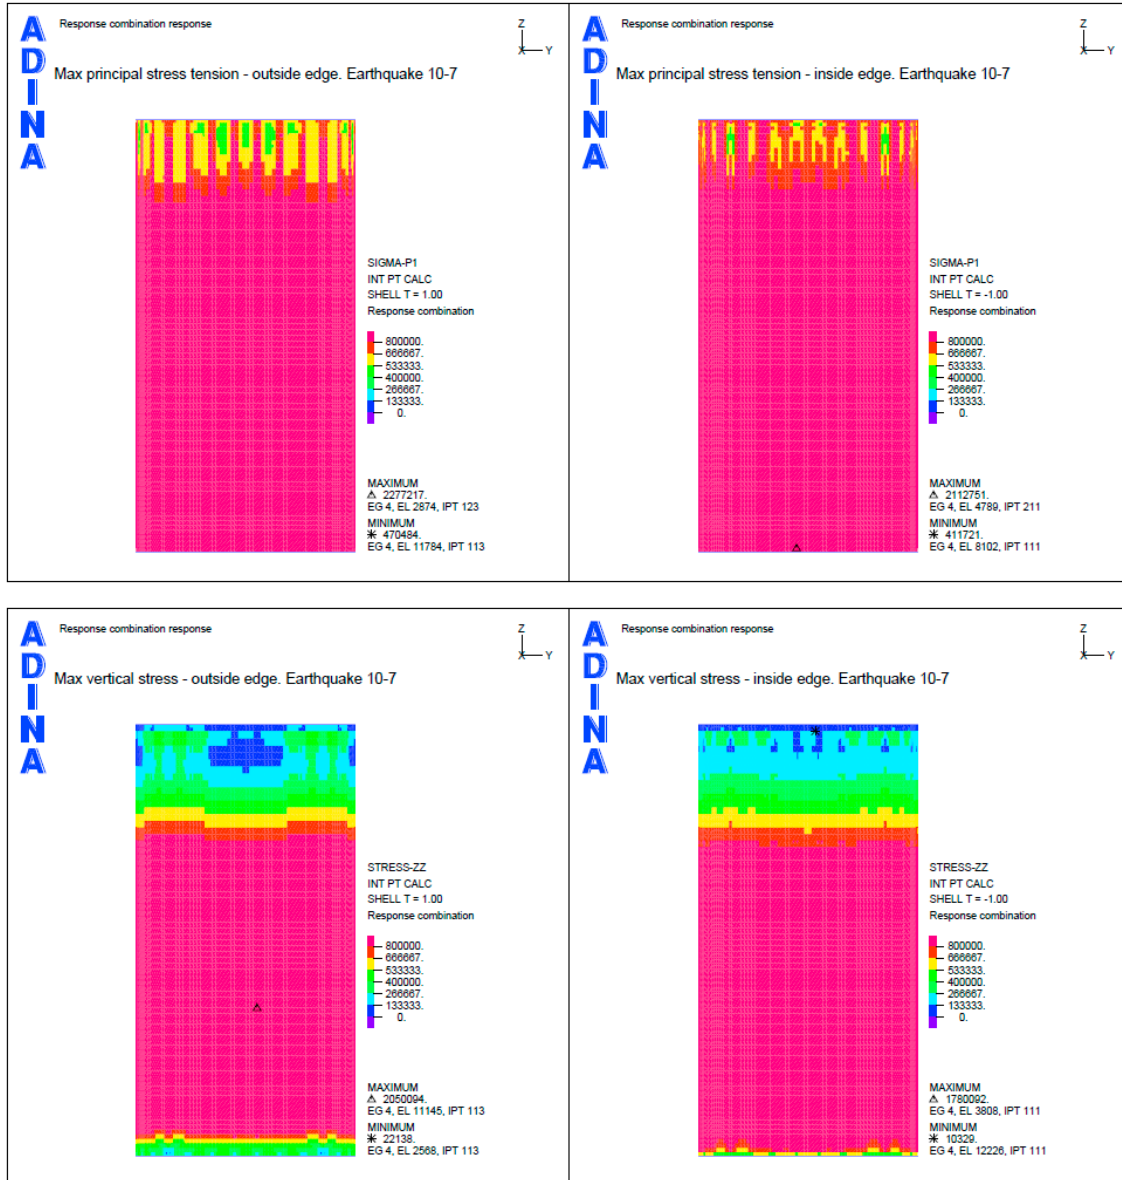 ADINA
Response combination response
Z
X Y
Max principal stress tension - outside edge. Earthquake 10-7
SIGMA-P1
INT PT CALC
SHELL T = 1.00
Response combination
800000.
666667.
533333.
400000.
266667.
133333.
0.
MAXIMUM
△ 2277217.
EG 4, EL 2874, IPT 123
MINIMUM
✳ 470484.
EG 4, EL 11784, IPT 113
ADINA
Response combination response
Z
X Y
Max principal stress tension - inside edge. Earthquake 10-7
SIGMA-P1
INT PT CALC
SHELL T = -1.00
Response combination
800000.
666667.
533333.
400000.
266667.
133333.
0.
MAXIMUM
△ 2112751.
EG 4, EL 4789, IPT 211
MINIMUM
✳ 411721.
EG 4, EL 8102, IPT 111
ADINA
Response combination response
Z
X Y
Max vertical stress - outside edge. Earthquake 10-7
STRESS-ZZ
INT PT CALC
SHELL T = 1.00
Response combination
800000.
666667.
533333.
400000.
266667.
133333.
0.
MAXIMUM
△ 2050094.
EG 4, EL 11145, IPT 113
MINIMUM
✳ 22138.
EG 4, EL 2568, IPT 113
ADINA
Response combination response
Z
X Y
Max vertical stress - inside edge. Earthquake 10-7
STRESS-ZZ
INT PT CALC
SHELL T = -1.00
Response combination
800000.
666667.
533333.
400000.
266667.
133333.
0.
MAXIMUM
△ 1780092.
EG 4, EL 3808, IPT 111
MINIMUM
✳ 10329.
EG 4, EL 12226, IPT 111